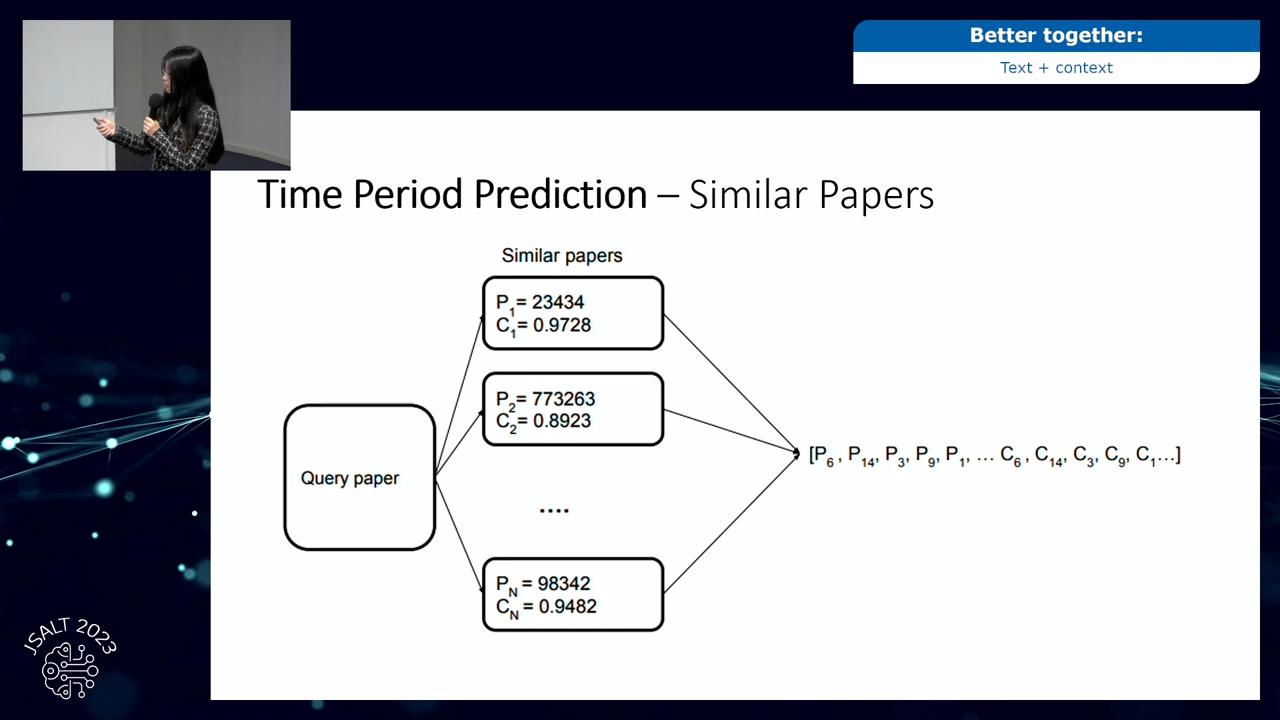 Better together:
Text + context
Time Period Prediction – Similar Papers
Similar papers
P1= 23434
C1= 0.9728
P2= 773263
C2= 0.8923
Query paper
....
PN = 98342
CN = 0.9482
[P6 , P14, P3, P9, P1, ... C6 , C14, C3, C9, C1...]
JSALT 2023